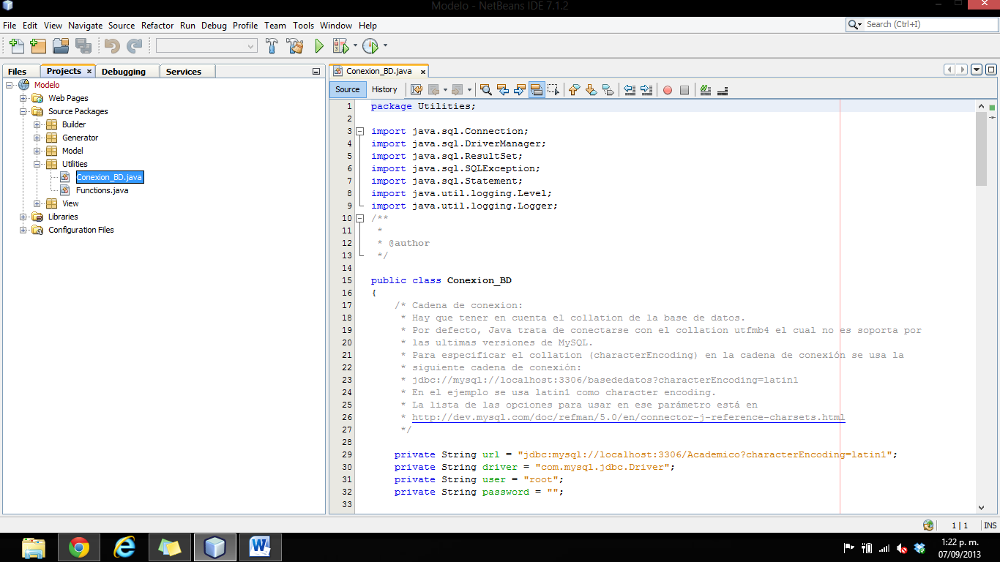 Modelo - NetBeans IDE 7.1.2
File Edit View Navigate Source Refactor Run Debug Profile Team Tools Window Help
Search (Ctrl+I)
Files Projects Debugging Services
Modelo
Web Pages
Source Packages
Builder
Generator
Model
Utilities
Conexion_BD.java
Functions.java
View
Libraries
Configuration Files
Conexion_BD.java
Source History
1 package Utilities;
2
3 import java.sql.Connection;
4 import java.sql.DriverManager;
5 import java.sql.ResultSet;
6 import java.sql.SQLException;
7 import java.sql.Statement;
8 import java.util.logging.Level;
9 import java.util.logging.Logger;
10 /**
11 *
12 * @author
13 */
14
15 public class Conexion_BD
16 {
17 /* Cadena de conexion:
18 * Hay que tener en cuenta el collation de la base de datos.
19 * Por defecto, Java trata de conectarse con el collation utfmb4 el cual no es soporta por
20 * las ultimas versiones de MySQL.
21 * Para especificar el collation (characterEncoding) en la cadena de conexión se usa la
22 * siguiente cadena de conexión:
23 * jdbc://mysql://localhost:3306/basededatos?characterEncoding=latin1
24 * En el ejemplo se usa latin1 como character encoding.
25 * La lista de las opciones para usar en ese parámetro está en
26 * http://dev.mysql.com/doc/refman/5.0/en/connector-j-reference-charsets.html
27 */
28
29 private String url = "jdbc:mysql://localhost:3306/Academico?characterEncoding=latin1";
30 private String driver = "com.mysql.jdbc.Driver";
31 private String user = "root";
32 private String password = "";
33
1 | 1 INS
1:22 p. m.
07/09/2013